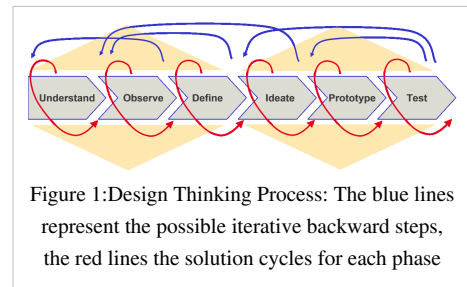 Understand Observe Define Ideate Prototype Test
Figure 1:Design Thinking Process: The blue lines
represent the possible iterative backward steps,
the red lines the solution cycles for each phase